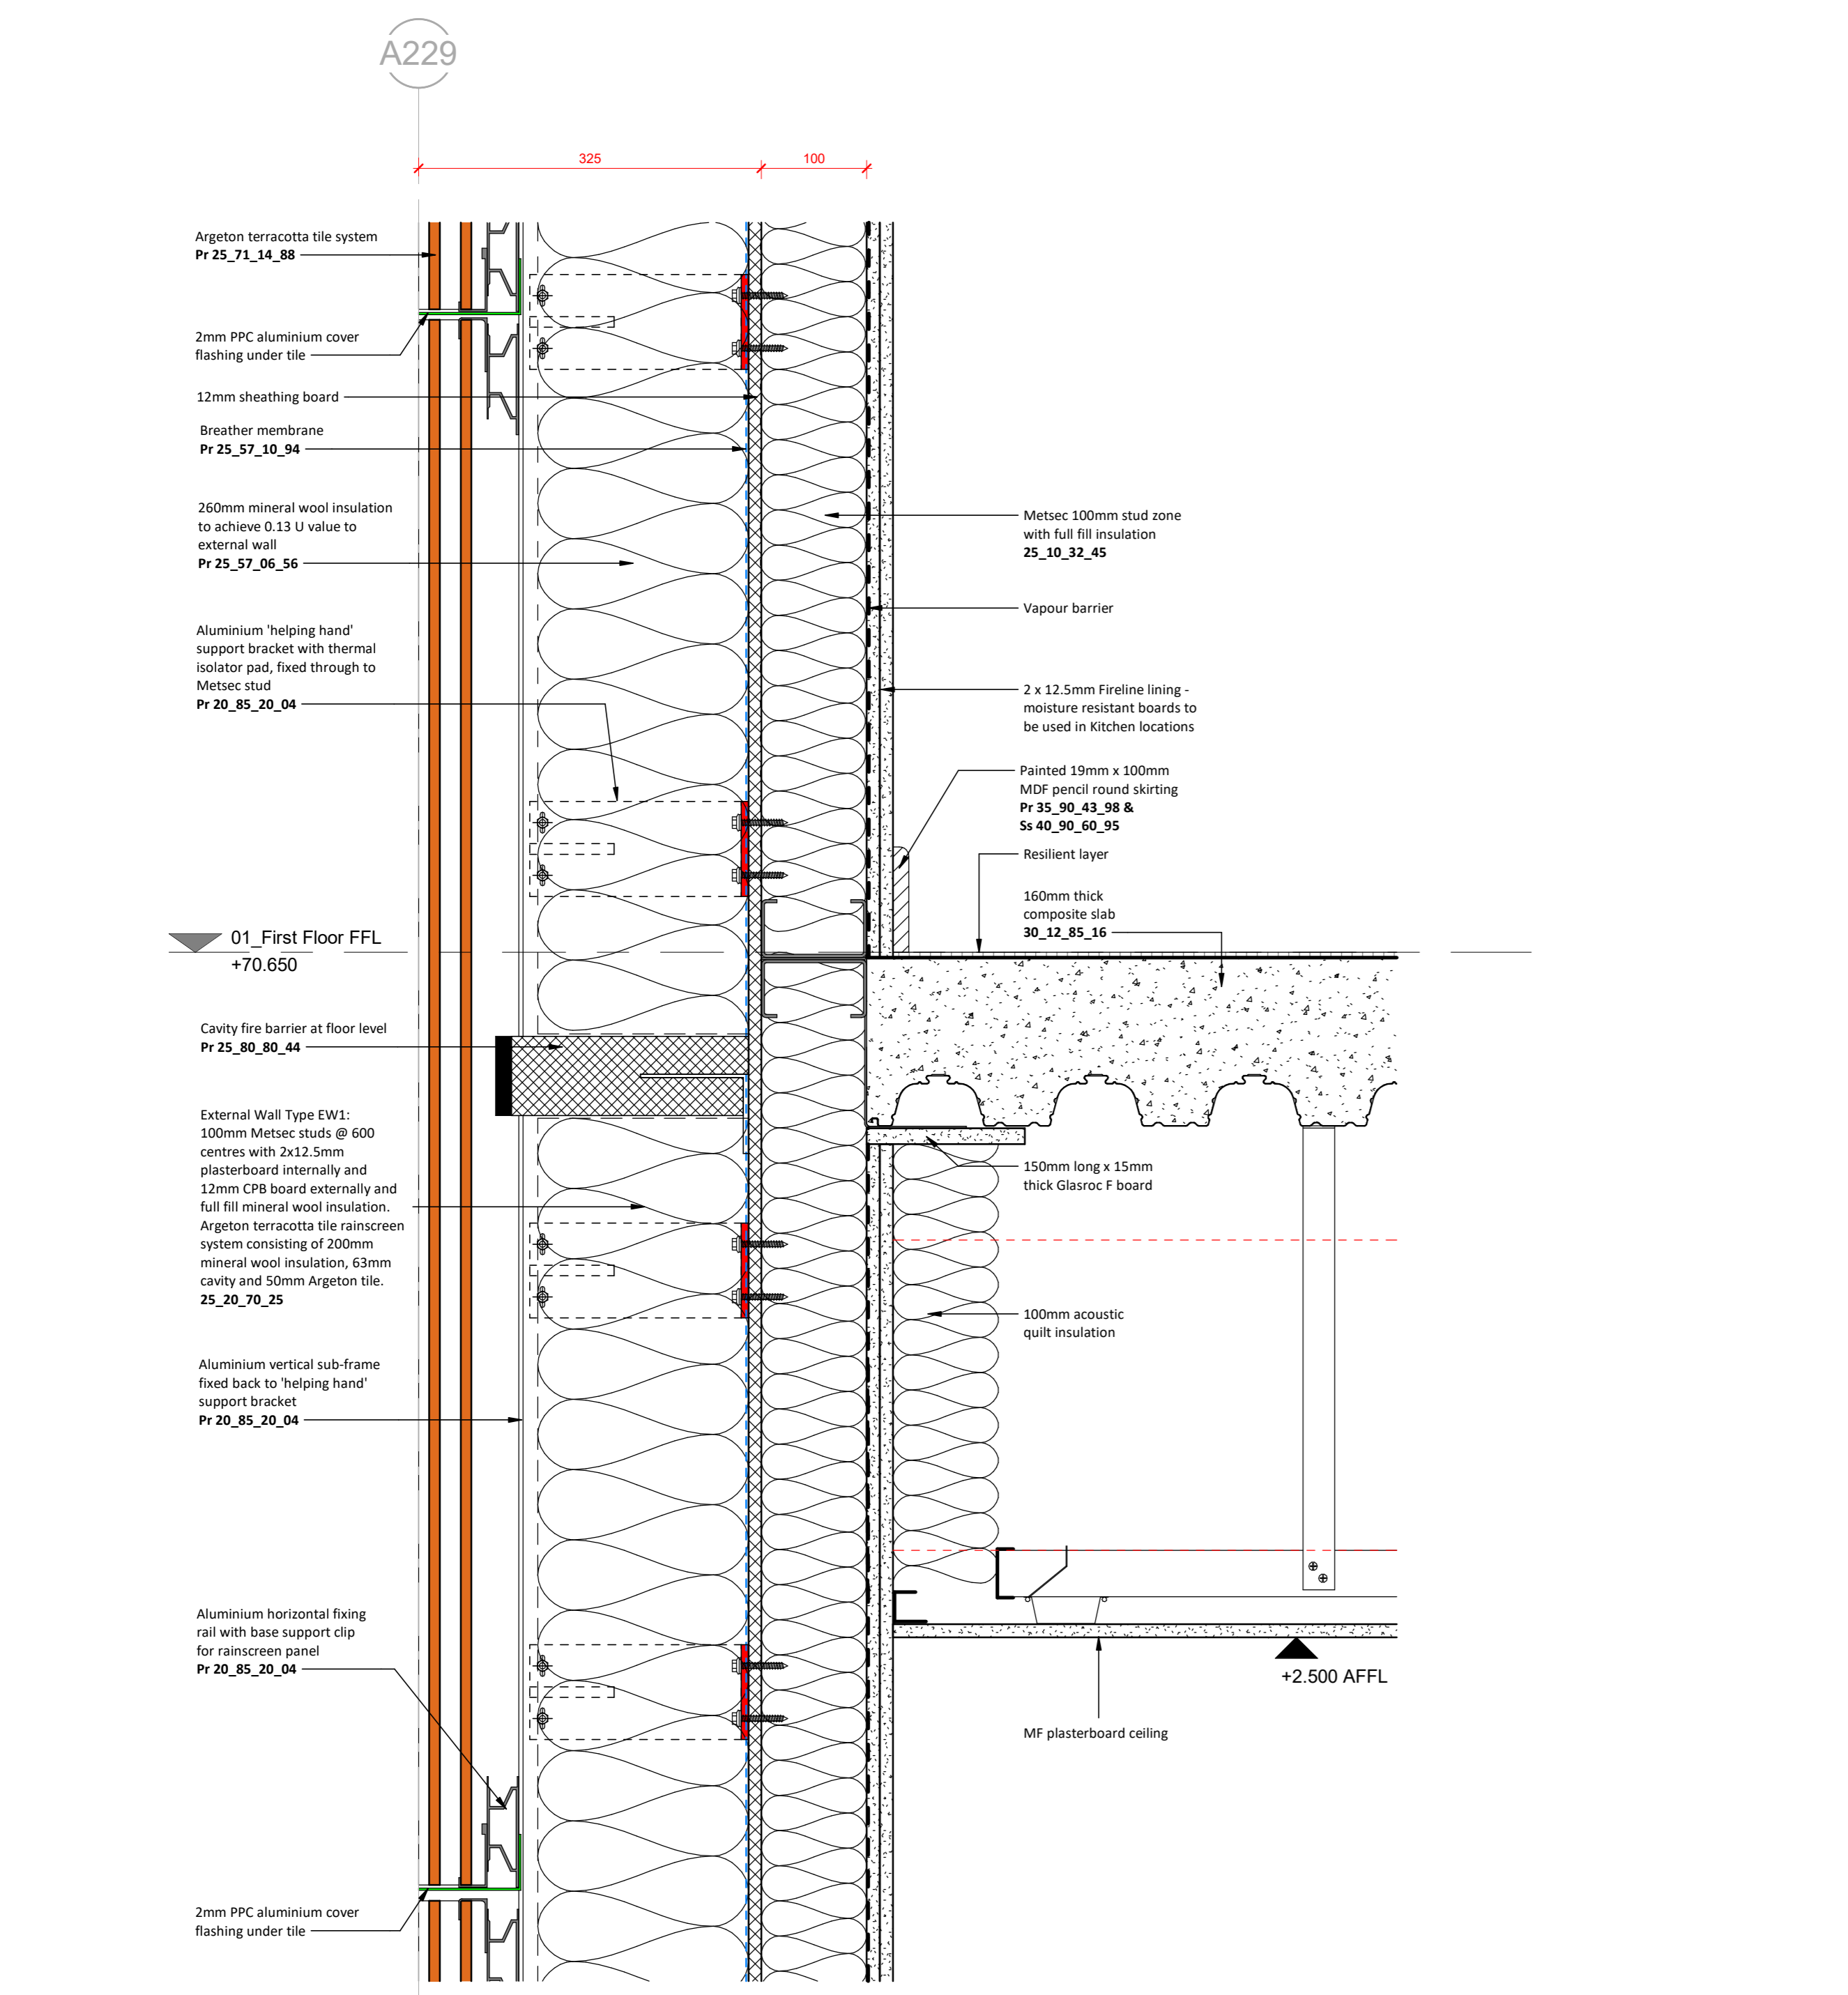 A229
325
100
Argeton terracotta tile system
Pr 25_71_14_88
2mm PPC aluminium cover
flashing under tile
12mm sheathing board
Breather membrane
Pr 25_57_10_94
260mm mineral wool insulation
to achieve 0.13 U value to
external wall
Pr 25_57_06_56
Aluminium 'helping hand'
support bracket with thermal
isolator pad, fixed through to
Metsec stud
Pr 20_85_20_04
01_First Floor FFL
+70.650
Cavity fire barrier at floor level
Pr 25_80_80_44
External Wall Type EW1:
100mm Metsec studs @ 600
centres with 2x12.5mm
plasterboard internally and
12mm CPB board externally and
full fill mineral wool insulation.
Argeton terracotta tile rainscreen
system consisting of 200mm
mineral wool insulation, 63mm
cavity and 50mm Argeton tile.
25_20_70_25
Aluminium vertical sub-frame
fixed back to 'helping hand'
support bracket
Pr 20_85_20_04
Aluminium horizontal fixing
rail with base support clip
for rainscreen panel
Pr 20_85_20_04
2mm PPC aluminium cover
flashing under tile
Metsec 100mm stud zone
with full fill insulation
25_10_32_45
Vapour barrier
2 x 12.5mm Fireline lining -
moisture resistant boards to
be used in Kitchen locations
Painted 19mm x 100mm
MDF pencil round skirting
Pr 35_90_43_98 &
Ss 40_90_60_95
Resilient layer
160mm thick
composite slab
30_12_85_16
150mm long x 15mm
thick Glasroc F board
100mm acoustic
quilt insulation
+2.500 AFFL
MF plasterboard ceiling